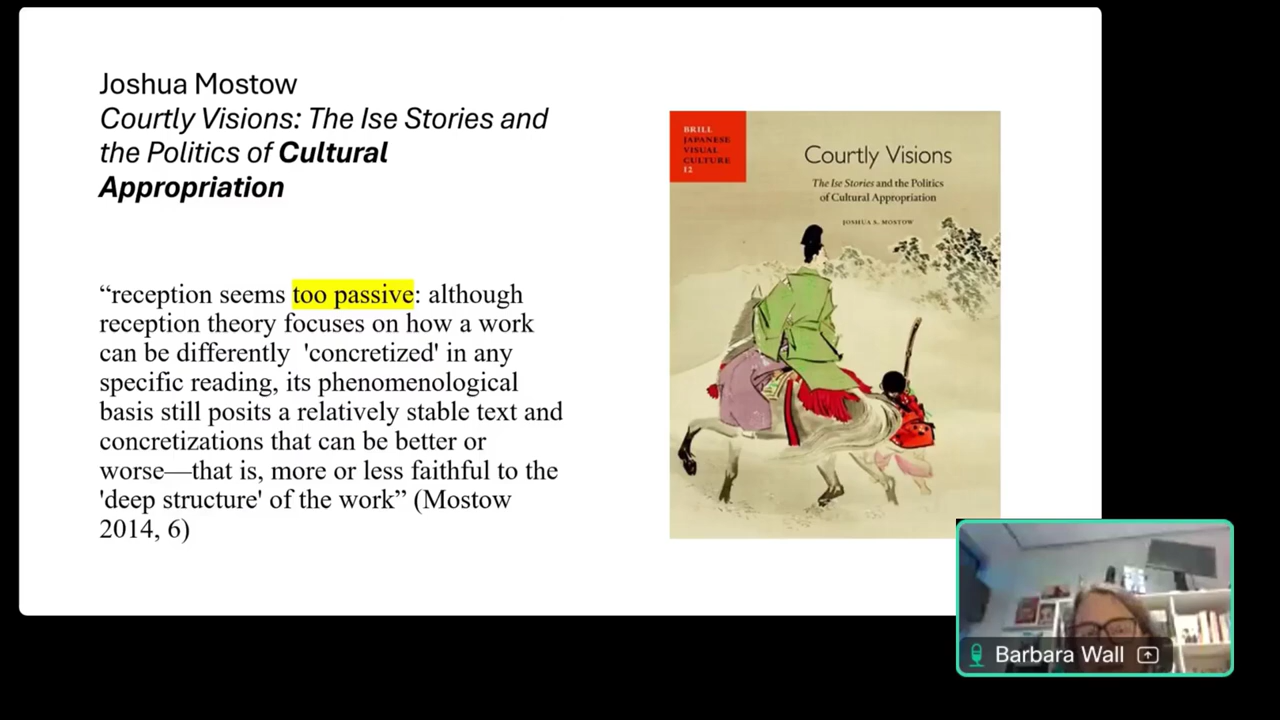 Joshua Mostow
Courtly Visions: The Ise Stories and
the Politics of Cultural
Appropriation
“reception seems too passive: although
reception theory focuses on how a work
can be differently  'concretized' in any
specific reading, its phenomenological
basis still posits a relatively stable text and
concretizations that can be better or
worse—that is, more or less faithful to the
'deep structure' of the work” (Mostow
2014, 6)
BRILL
JAPANESE
VISUAL
CULTURE
12
Courtly Visions
The Ise Stories and the Politics
of Cultural Appropriation
JOSHUA S. MOSTOW
Barbara Wall